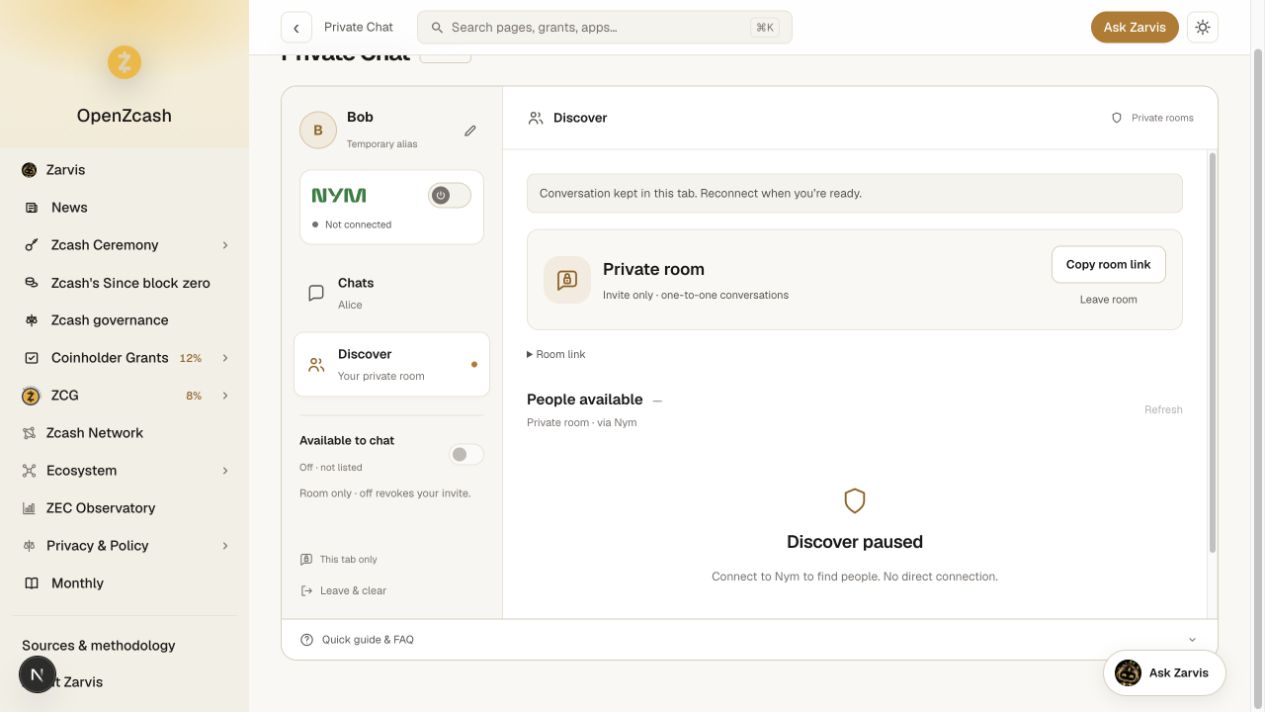 OpenZcash
Zarvis
News
Zcash Ceremony
Zcash's Since block zero
Zcash governance
Coinholder Grants 12%
ZCG 8%
Zcash Network
Ecosystem
ZEC Observatory
Privacy & Policy
Monthly
Sources & methodology
N
t Zarvis
Private Chat
Search pages, grants, apps...
⌘K
Ask Zarvis
Private Chat
B
Bob
Temporary alias
NYM
Not connected
Chats
Alice
Discover
Your private room
Available to chat
Off · not listed
Room only · off revokes your invite.
This tab only
Leave & clear
Discover
Private rooms
Conversation kept in this tab. Reconnect when you're ready.
Private room
Invite only · one-to-one conversations
Copy room link
Leave room
Room link
People available —
Private room · via Nym
Refresh
Discover paused
Connect to Nym to find people. No direct connection.
Quick guide & FAQ
Ask Zarvis